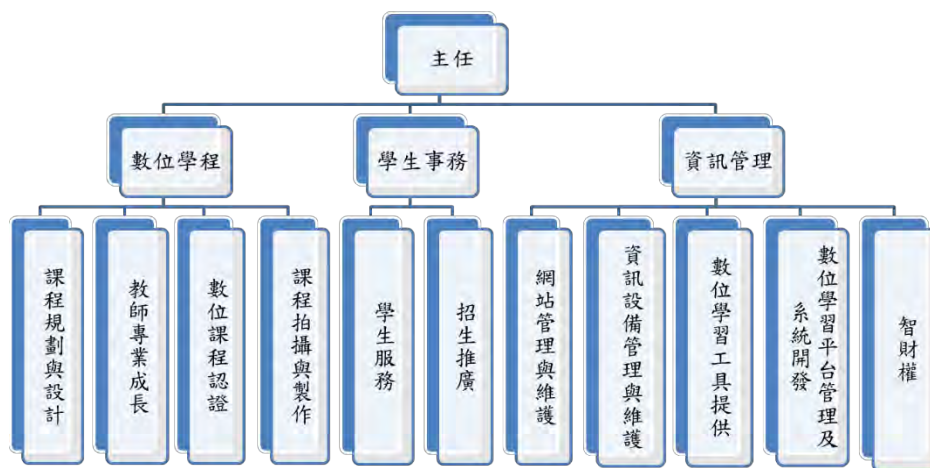 主任
數位學程
學生事務
資訊管理
課程規劃與設計
教師專業成長
數位課程認證
課程拍攝與製作
學生服務
招生推廣
網站管理與維護
資訊設備管理與維護
數位學習工具提供
數位學習平台管理及
系統開發
智財權